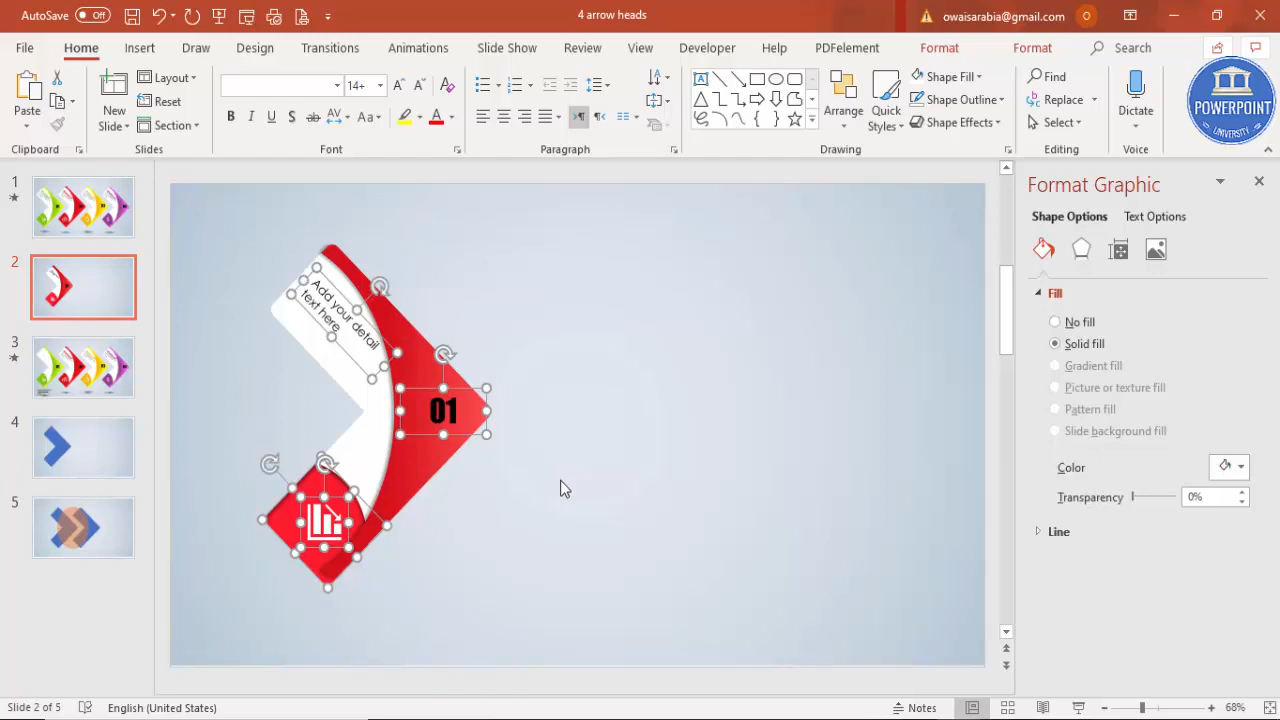 AutoSave Off
4 arrow heads
owaisarabia@gmail.com
O
File Home Insert Draw Design Transitions Animations Slide Show Review View Developer Help PDFelement Format Format Search
Paste
Clipboard
New
Slide
Layout
Reset
Section
Slides
14+
B I U S ab AV Aa A
Font
Paragraph
Arrange
Quick
Styles
Shape Fill
Shape Outline
Shape Effects
Drawing
Find
Replace
Select
Editing
Dictate
Voice
POWERPOINT
UNIVERSITY
1
2
3
4
5
Add your detail
text here
01
Format Graphic
Shape Options Text Options
Fill
No fill
Solid fill
Gradient fill
Picture or texture fill
Pattern fill
Slide background fill
Color
Transparency 0%
Line
Slide 2 of 5 English (United States) Notes 68%